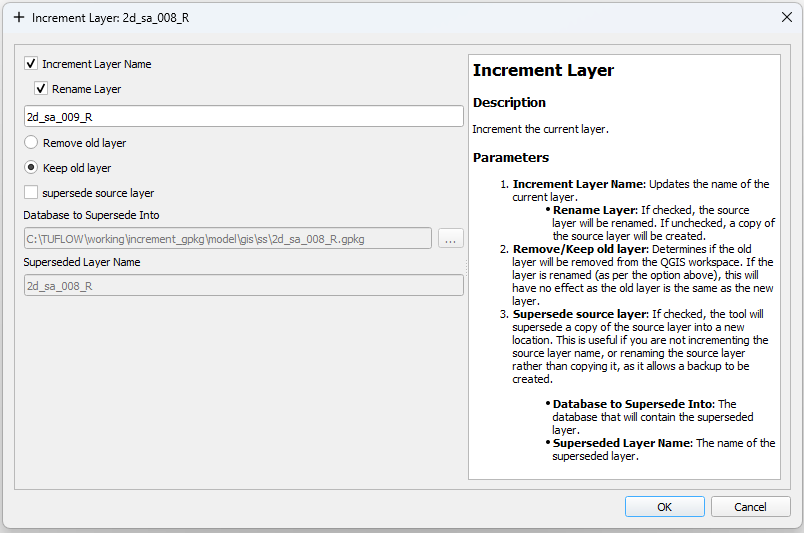 Increment Layer: 2d_sa_008_R
Increment Layer Name
Rename Layer
2d_sa_009_R
Remove old layer
Keep old layer
supersede source layer
Database to Supersede Into
C:\TUFLOW\working\increment_gpkg\model\gis\ss\2d_sa_008_R.gpkg
...
Superseded Layer Name
2d_sa_008_R
Increment Layer
Description
Increment the current layer.
Parameters
1. Increment Layer Name: Updates the name of the
current layer.
• Rename Layer: If checked, the source
layer will be renamed. If unchecked, a copy of
the source layer will be created.
2. Remove/Keep old layer: Determines if the old
layer will be removed from the QGIS workspace. If the
layer is renamed (as per the option above), this will
have no effect as the old layer is the same as the new
layer.
3. Supersede source layer: If checked, the tool will
supersede a copy of the source layer into a new
location. This is useful if you are not incrementing the
source layer name, or renaming the source layer
rather than copying it, as it allows a backup to be
created.
• Database to Supersede Into: The
database that will contain the superseded
layer.
• Superseded Layer Name: The name of the
superseded layer.
OK
Cancel